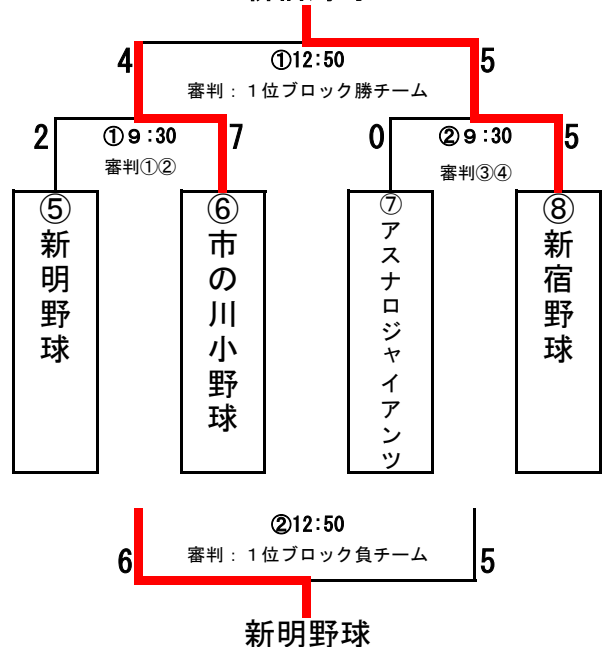 4
①12:50
5
審判：１位ブロック勝チーム
2
①９:30
7
0
②９:30
5
審判①②
審判③④
⑤新明野球
⑥市の川小野球
⑦アスナロジャイアンツ
⑧新宿野球
②12:50
6
審判：１位ブロック負チーム
5
新明野球